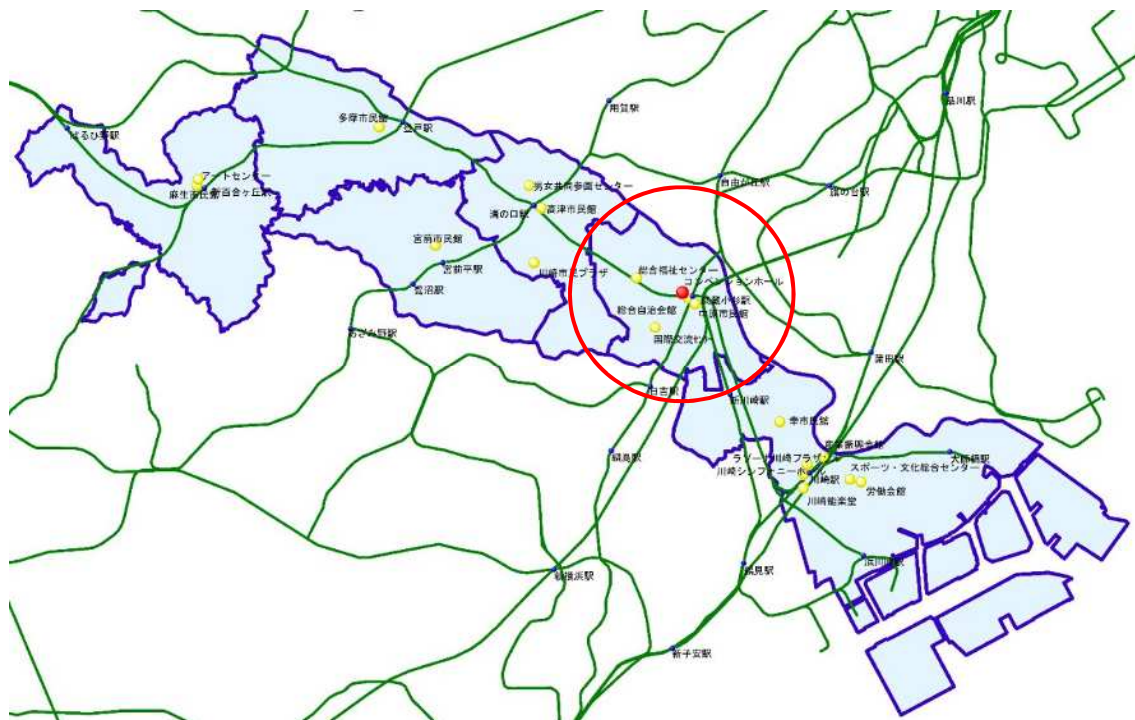 用賀駅
品川駅
多摩市民館
登戸駅
はるひ野駅
アートセンター
新百合ヶ丘駅
麻生市民館
男女共同参画センター
自由が丘駅
旗の台駅
溝の口駅
高津市民館
宮前市民館
宮前平駅
川崎市民プラザ
総合福祉センター
コンベンションホール
鷺沼駅
武蔵小杉駅
総合自治会館
中原市民館
国際交流センター
あざみ野駅
蒲田駅
日吉駅
新川崎駅
幸市民館
綱島駅
産業振興会館
大師橋駅
ラゾーナ川崎プラザソル
川崎シンフォニーホール
川崎駅
スポーツ・文化総合センター
労働会館
川崎能楽堂
新横浜駅
鶴見駅
浜川崎駅
新子安駅